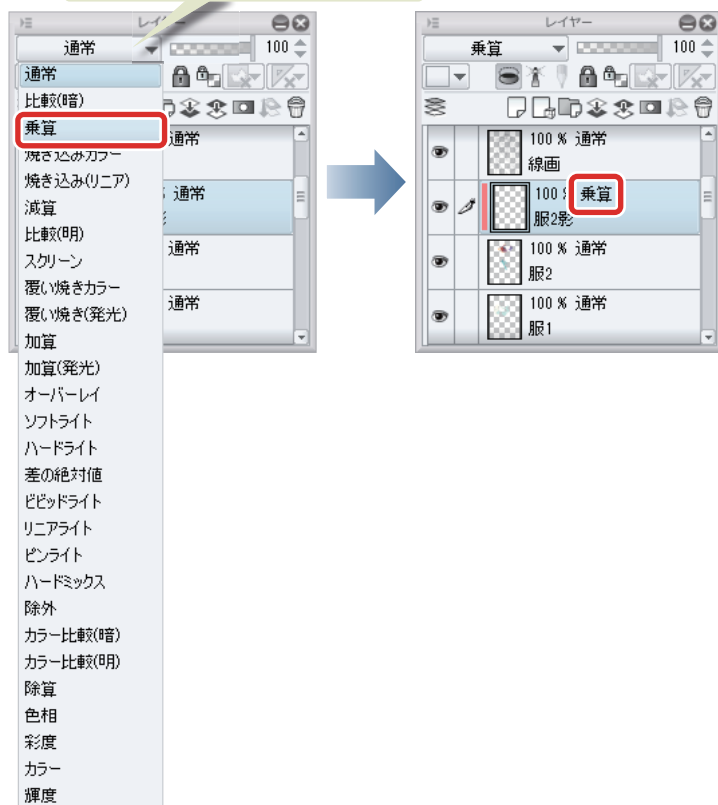 レイヤー
通常
100
通常
比較(暗)
乗算
焼き込みカラー
焼き込み(リニア)
減算
比較(明)
スクリーン
覆い焼きカラー
覆い焼き(発光)
加算
加算(発光)
オーバーレイ
ソフトライト
ハードライト
差の絶対値
ビビッドライト
リニアライト
ピンライト
ハードミックス
除外
カラー比較(暗)
カラー比較(明)
除算
色相
彩度
カラー
輝度
通常
通常
通常
通常
レイヤー
乗算
100
100 % 通常
線画
100 % 乗算
服2影
100 % 通常
服2
100 % 通常
服1